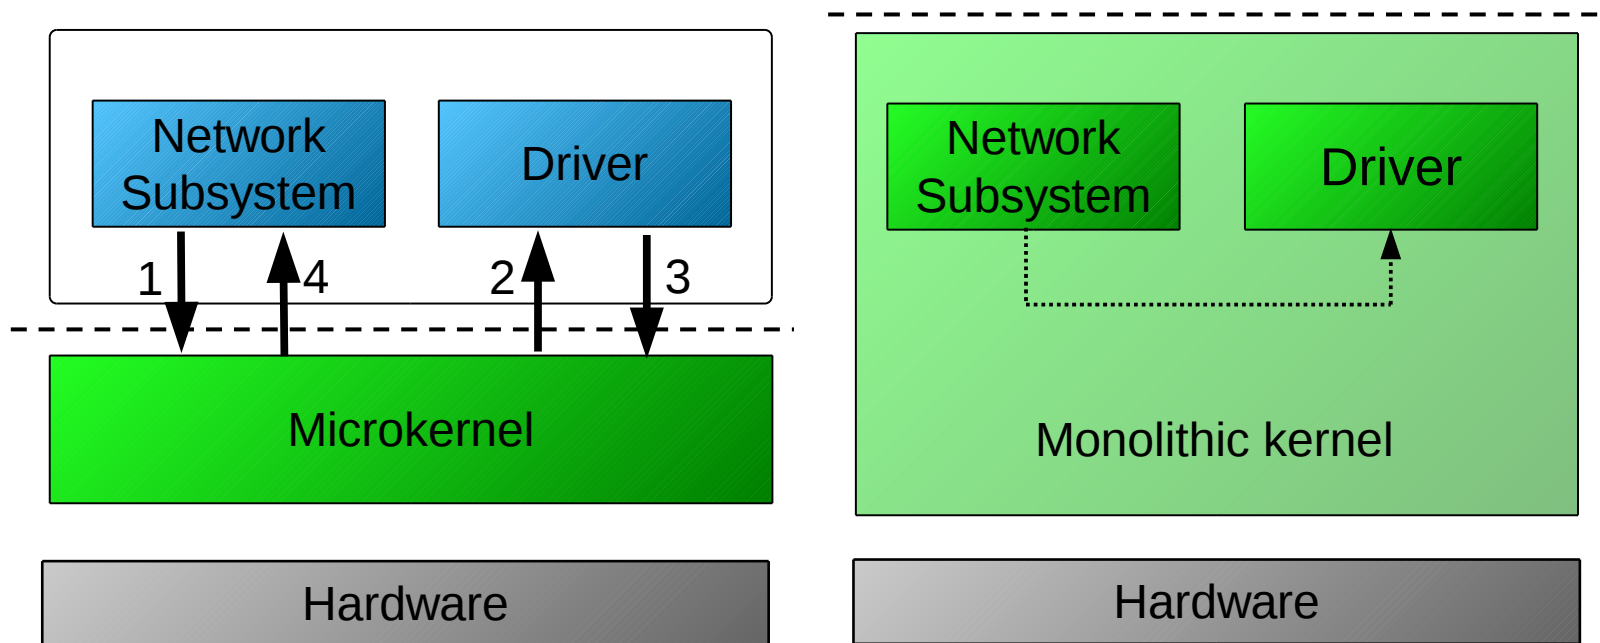 Network
Subsystem
Driver
1
4
2
3
Microkernel
Hardware
Network
Subsystem
Driver
Monolithic kernel
Hardware